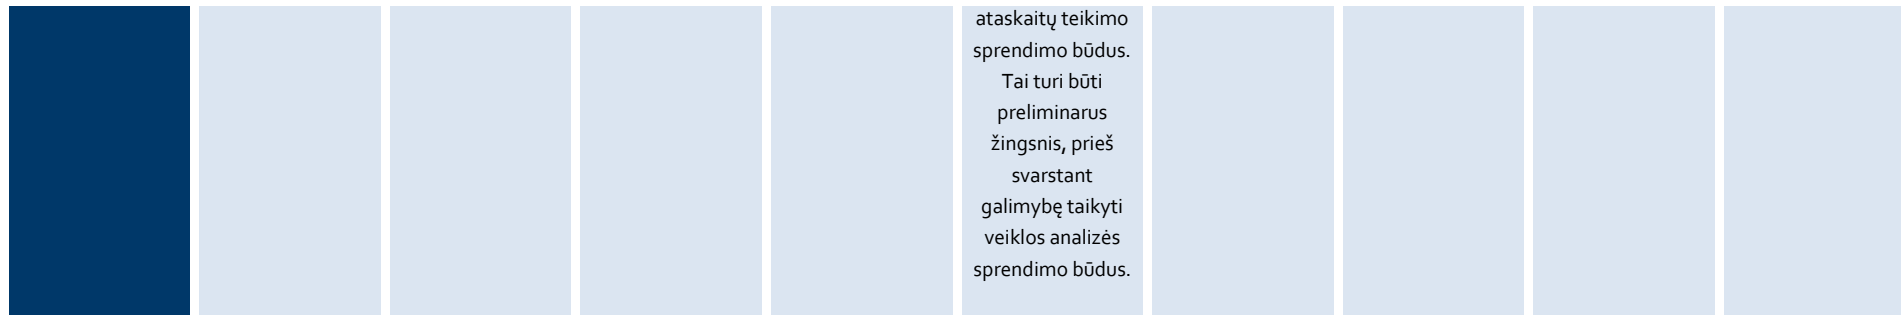 ataskaitų teikimo
sprendimo būdus.
Tai turi būti
preliminarus
žingsnis, prieš
svarstant
galimybę taikyti
veiklos analizės
sprendimo būdus.